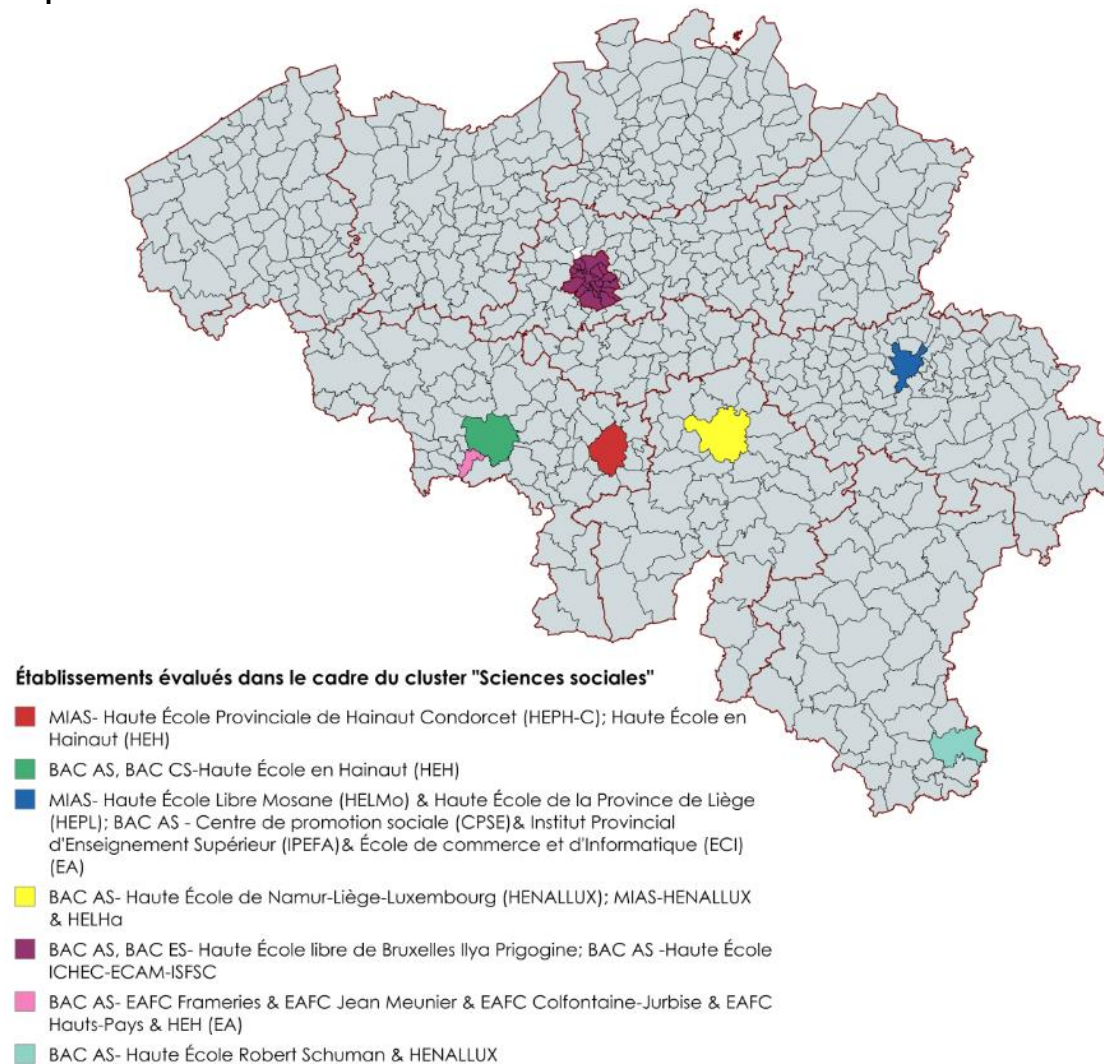 Établissements évalués dans le cadre du cluster "Sciences sociales"
MIAS- Haute École Provinciale de Hainaut Condorcet (HEPH-C); Haute École en
Hainaut (HEH)
BAC AS, BAC CS-Haute École en Hainaut (HEH)
MIAS- Haute École Libre Mosane (HELMo) & Haute École de la Province de Liège
(HEPL); BAC AS - Centre de promotion sociale (CPSE)& Institut Provincial
d'Enseignement Supérieur (IPEFA)& École de commerce et d'Informatique (ECI)
(EA)
BAC AS- Haute École de Namur-Liège-Luxembourg (HENALLUX); MIAS-HENALLUX
& HELHa
BAC AS, BAC ES- Haute École libre de Bruxelles Ilya Prigogine; BAC AS -Haute École
ICHEC-ECAM-ISFSC
BAC AS- EAFC Frameries & EAFC Jean Meunier & EAFC Colfontaine-Jurbise & EAFC
Hauts-Pays & HEH (EA)
BAC AS- Haute École Robert Schuman & HENALLUX